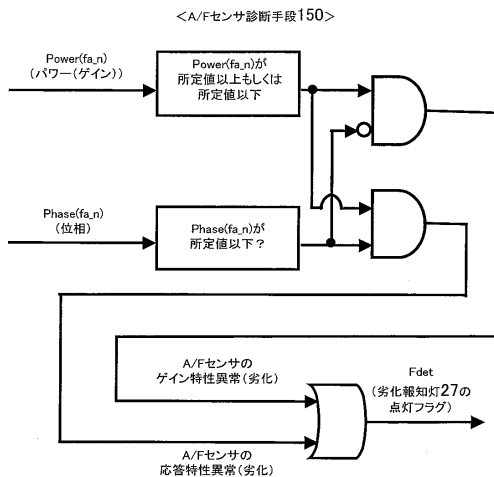 <A/Fセンサ診断手段150>
Power(fa_n)
(パワー(ゲイン))
Power(fa_n)が
所定値以上もしくは
所定値以下
Phase(fa_n)
(位相)
Phase(fa_n)が
所定値以下?
A/Fセンサの
ゲイン特性異常(劣化)
Fdet
(劣化報知灯27の
点灯フラグ)
A/Fセンサの
応答特性異常(劣化)